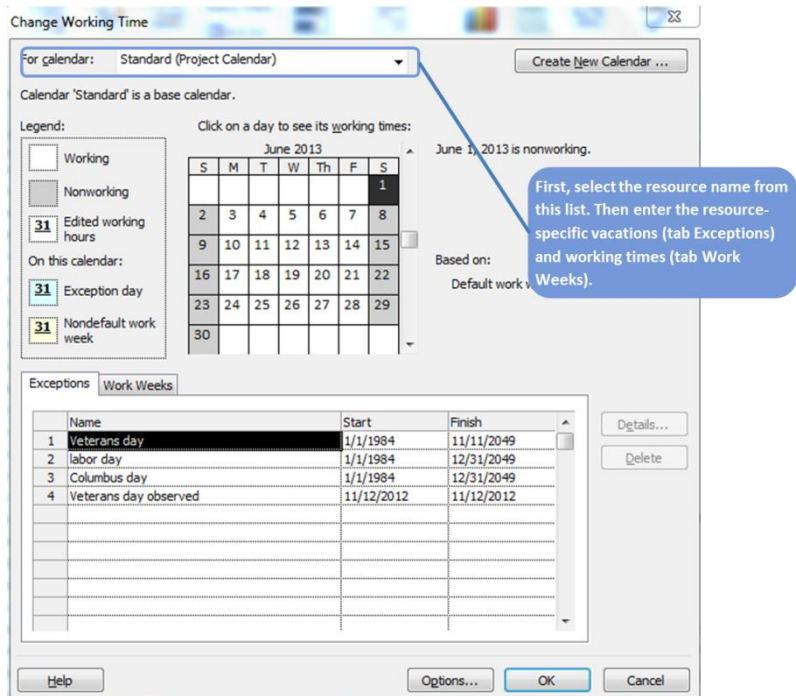 Change Working Time
For calendar: Standard (Project Calendar)
Create New Calendar ...
Calendar 'Standard' is a base calendar.
Legend:
Working
Nonworking
31 Edited working
hours
On this calendar:
31 Exception day
31 Nondefault work
week
Click on a day to see its working times:
June 2013
S M T W Th F S
1
2 3 4 5 6 7 8
9 10 11 12 13 14 15
16 17 18 19 20 21 22
23 24 25 26 27 28 29
30
June 1, 2013 is nonworking.
Based on:
Default work
First, select the resource name from
this list. Then enter the resource-
specific vacations (tab Exceptions)
and working times (tab Work
Weeks).
Exceptions Work Weeks
Name Start Finish
1 Veterans day 1/1/1984 11/11/2049
2 labor day 1/1/1984 12/31/2049
3 Columbus day 1/1/1984 12/31/2049
4 Veterans day observed 11/12/2012 11/12/2012
Details...
Delete
Help
Options...
OK
Cancel